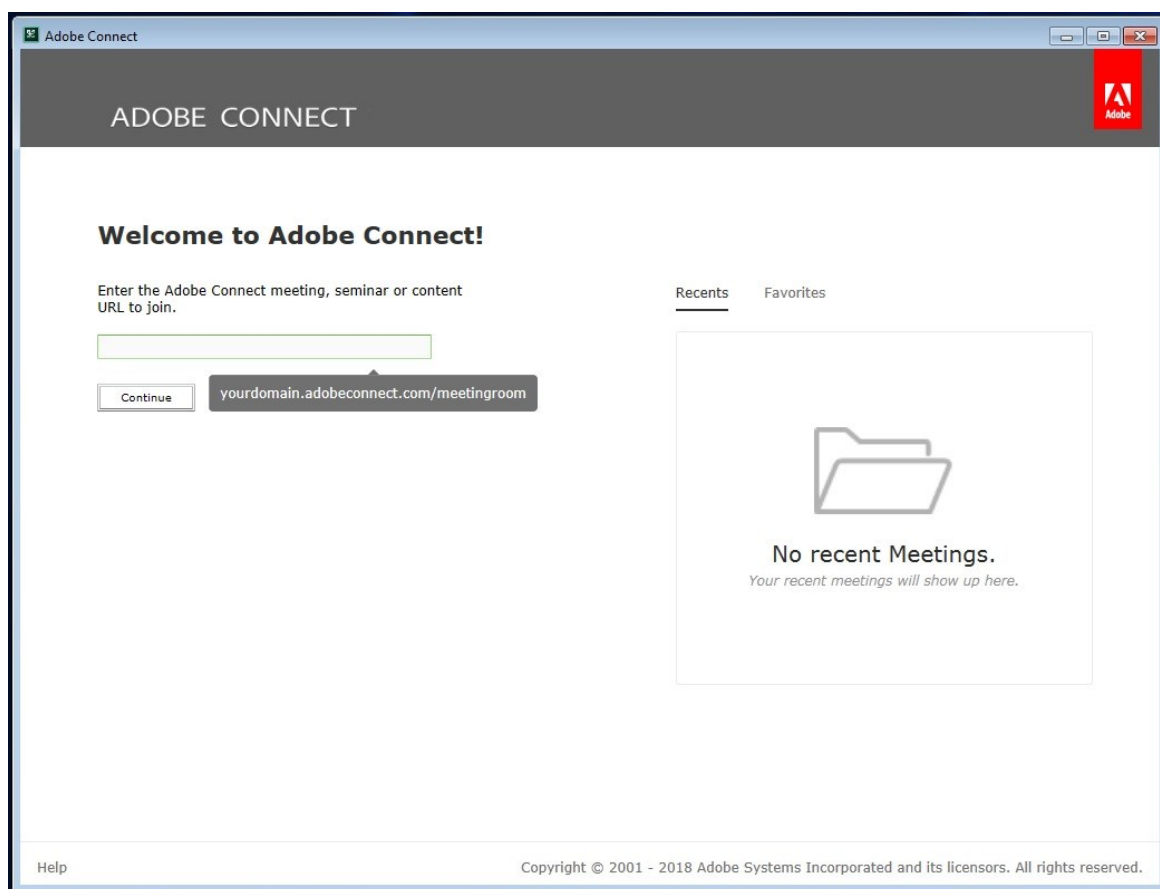 Adobe Connect
ADOBE CONNECT
Adobe
Welcome to Adobe Connect!
Enter the Adobe Connect meeting, seminar or content
URL to join.
Continue
yourdomain.adobeconnect.com/meetingroom
Recents Favorites
No recent Meetings.
Your recent meetings will show up here.
Help
Copyright © 2001 - 2018 Adobe Systems Incorporated and its licensors. All rights reserved.